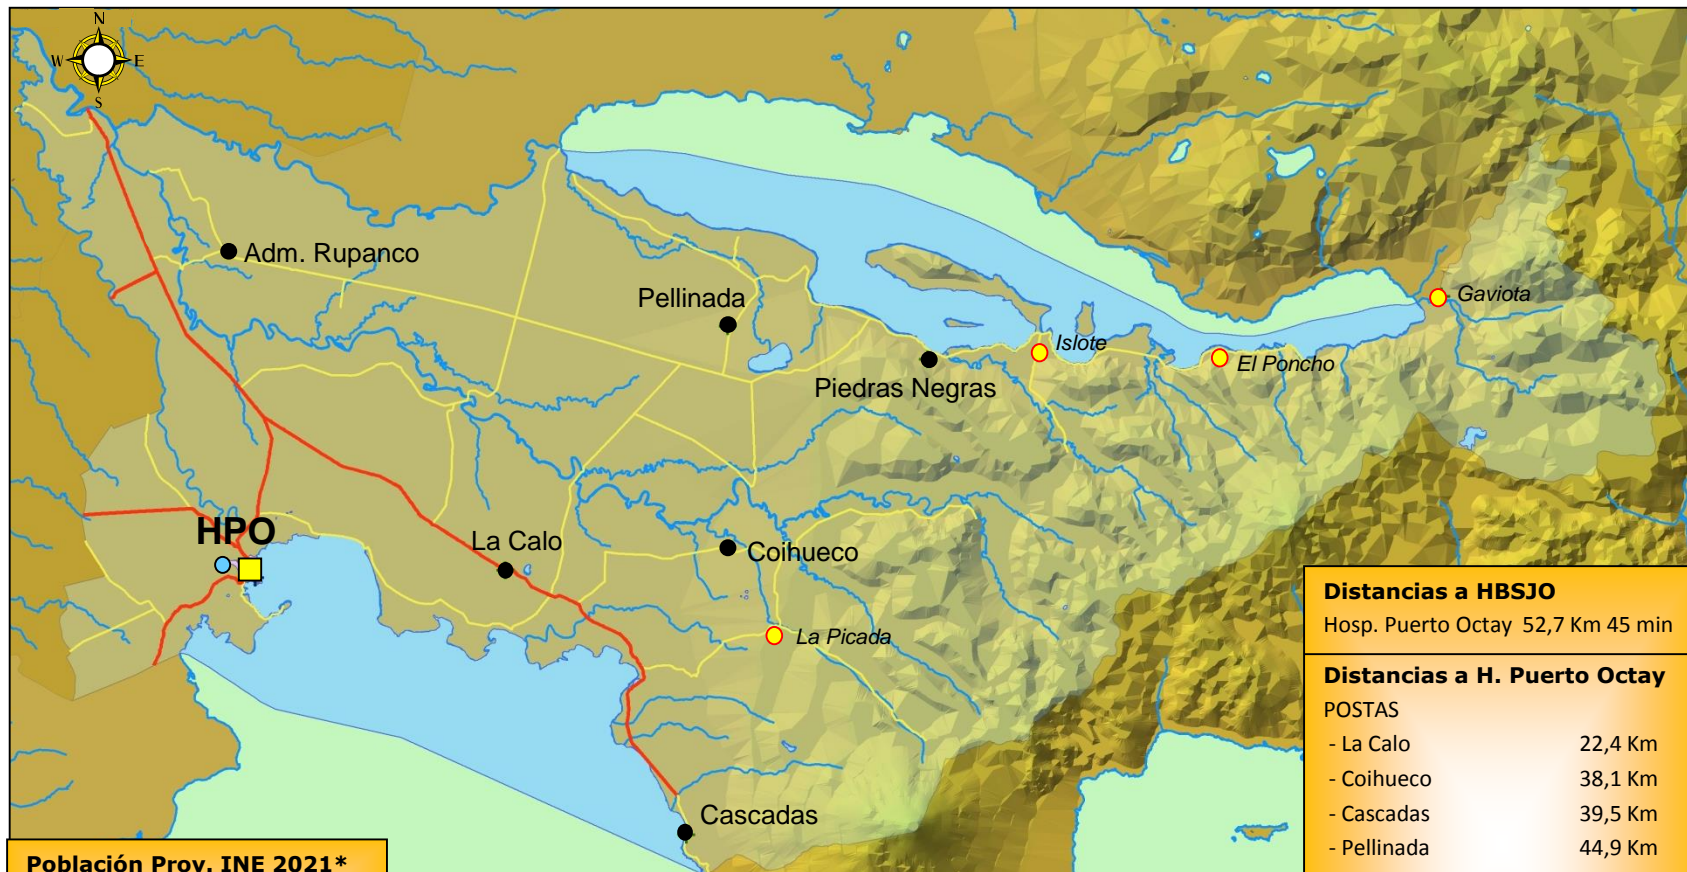 N
W E
S
Adm. Rupanco
Pellinada
Gaviota
Islote
El Poncho
Piedras Negras
HPO
La Calo
Coihueco
La Picada
Cascadas
Distancias a HBSJO
Hosp. Puerto Octay 52,7 Km 45 min
Distancias a H. Puerto Octay
POSTAS
- La Calo 22,4 Km
- Coihueco 38,1 Km
- Cascadas 39,5 Km
- Pellinada 44,9 Km
Población Proy. INE 2021*